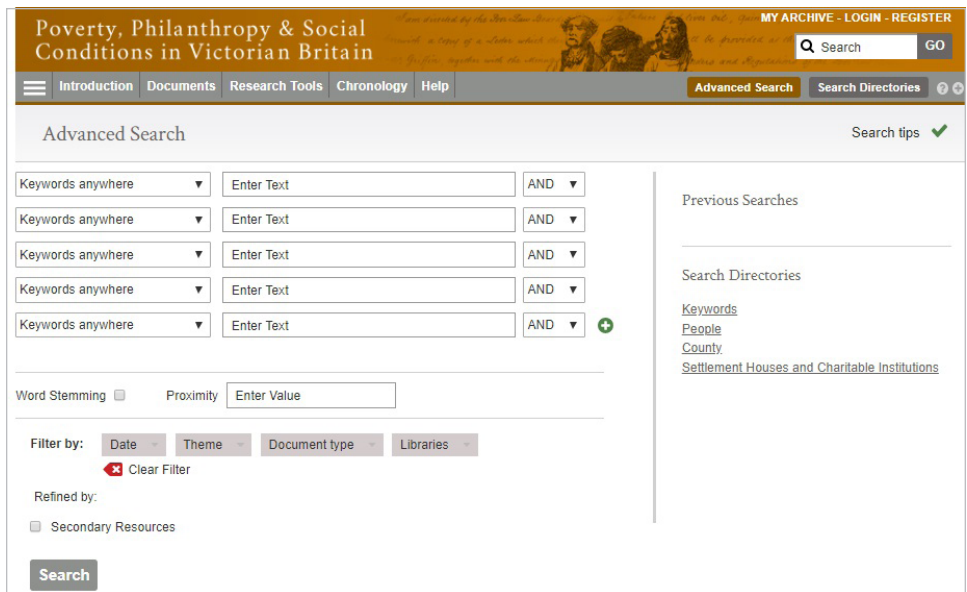 Poverty, Philanthropy & Social
Conditions in Victorian Britain
MY ARCHIVE - LOGIN - REGISTER
Search GO
Introduction Documents Research Tools Chronology Help
Advanced Search Search Directories ?
Advanced Search
Search tips
Keywords anywhere Enter Text AND
Keywords anywhere Enter Text AND
Keywords anywhere Enter Text AND
Keywords anywhere Enter Text AND
Keywords anywhere Enter Text AND
Word Stemming Proximity Enter Value
Filter by: Date Theme Document type Libraries
Clear Filter
Refined by:
Secondary Resources
Search
Previous Searches
Search Directories
Keywords
People
County
Settlement Houses and Charitable Institutions